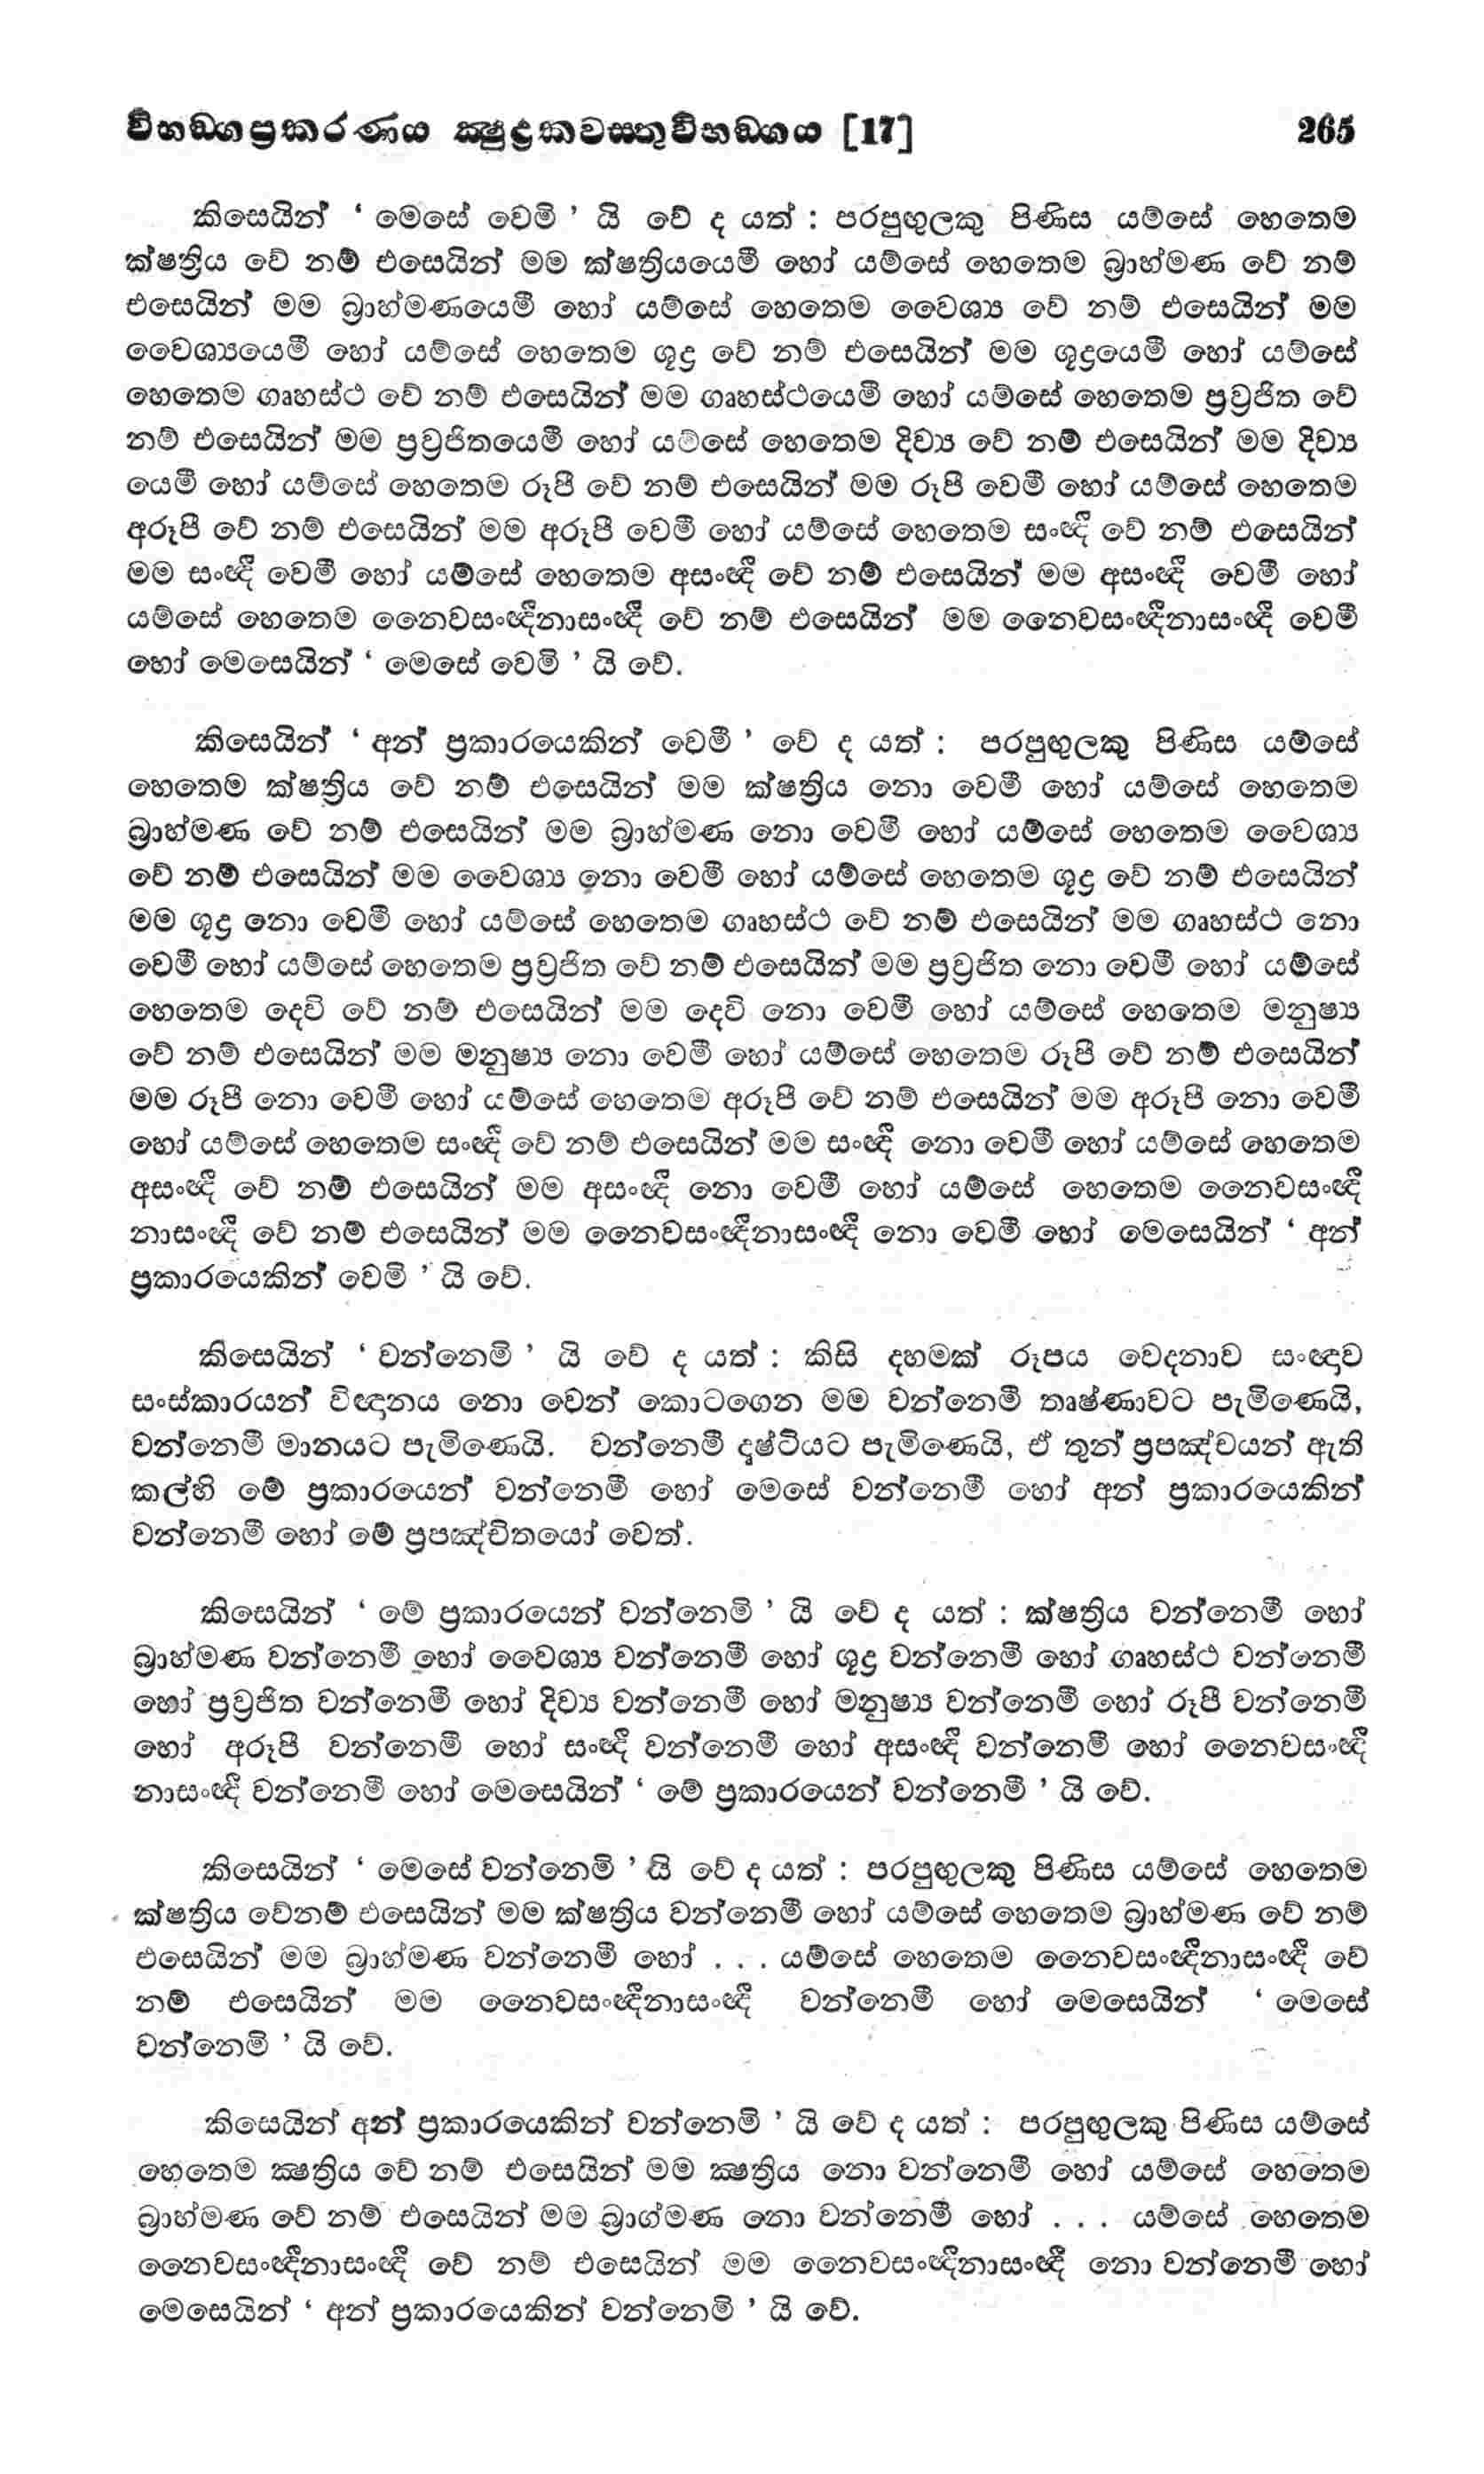 විභඞ්ගප්‍රකරණය ක්‍ෂුද්‍රකවස්තුවිභඞ්ගය [17] 265
කිසෙයින් ‘ මෙසේ වෙමි ’ යි වේ ද යත් : පරපුඟුලකු පිණිස යම්සේ හෙතෙම
ක්ෂත්‍රිය වේ නම් එසෙයින් මම ක්ෂත්‍රියයෙමී හෝ යම්සේ හෙතෙම බ්‍රාහ්මණ වේ නම්
එසෙයින් මම බ්‍රාහ්මණයෙමී හෝ යම්සේ හෙතෙම වෛශ්‍ය වේ නම් එසෙයින් මම
වෛශ්‍යයෙමී හෝ යම්සේ හෙතෙම ශූද්‍ර වේ නම් එසෙයින් මම ශූද්‍රයෙමී හෝ යම්සේ
හෙතෙම ගෘහස්ථ වේ නම් එසෙයින් මම ගෘහස්ථයෙමී හෝ යම්සේ හෙතෙම ප්‍රව්‍රජිත වේ
නම් එසෙයින් මම ප්‍රව්‍රජිතයෙමී හෝ යම්සේ හෙතෙම දිව්‍ය වේ නම් එසෙයින් මම දිව්‍ය
යෙමී හෝ යම්සේ හෙතෙම රූපී වේ නම් එසෙයින් මම රූපී වෙමී හෝ යම්සේ හෙතෙම
අරූපී වේ නම් එසෙයින් මම අරූපී වෙමී හෝ යම්සේ හෙතෙම සංඥී වේ නම් එසෙයින්
මම සංඥී වෙමී හෝ යම්සේ හෙතෙම අසංඥී වේ නම් එසෙයින් මම අසංඥී වෙමී හෝ
යම්සේ හෙතෙම නෛවසංඥීනාසංඥී වේ නම් එසෙයින් මම නෛවසංඥීනාසංඥී වෙමී
හෝ මෙසෙයින් ‘ මෙසේ වෙමි ’ යි වේ.
කිසෙයින් ‘ අන් ප්‍රකාරයෙකින් වෙමී ’ වේ ද යත් : පරපුඟුලකු පිණිස යම්සේ
හෙතෙම ක්ෂත්‍රිය වේ නම් එසෙයින් මම ක්ෂත්‍රිය නො වෙමී හෝ යම්සේ හෙතෙම
බ්‍රාහ්මණ වේ නම් එසෙයින් මම බ්‍රාහ්මණ නො වෙමී හෝ යම්සේ හෙතෙම වෛශ්‍ය
වේ නම් එසෙයින් මම වෛශ්‍ය නො වෙමී හෝ යම්සේ හෙතෙම ශූද්‍ර වේ නම් එසෙයින්
මම ශූද්‍ර නො වෙමී හෝ යම්සේ හෙතෙම ගෘහස්ථ වේ නම් එසෙයින් මම ගෘහස්ථ නො
වෙමී හෝ යම්සේ හෙතෙම ප්‍රව්‍රජිත වේ නම් එසෙයින් මම ප්‍රව්‍රජිත නො වෙමී හෝ යම්සේ
හෙතෙම දෙවි වේ නම් එසෙයින් මම දෙවි නො වෙමී හෝ යම්සේ හෙතෙම මනුෂ්‍ය
වේ නම් එසෙයින් මම මනුෂ්‍ය නො වෙමී හෝ යම්සේ හෙතෙම රූපී වේ නම් එසෙයින්
මම රූපී නො වෙමී හෝ යම්සේ හෙතෙම අරූපී වේ නම් එසෙයින් මම අරූපී නො වෙමී
හෝ යම්සේ හෙතෙම සංඥී වේ නම් එසෙයින් මම සංඥී නො වෙමී හෝ යම්සේ හෙතෙම
අසංඥී වේ නම් එසෙයින් මම අසංඥී නො වෙමී හෝ යම්සේ හෙතෙම නෛවසංඥී
නාසංඥී වේ නම් එසෙයින් මම නෛවසංඥීනාසංඥී නො වෙමී හෝ මෙසෙයින් ‘ අන්
ප්‍රකාරයෙකින් වෙමි ’ යි වේ.
කිසෙයින් ‘ වන්නෙමි ’ යි වේ ද යත් : කිසි දහමක් රූපය වෙදනාව සංඥාව
සංස්කාරයන් විඥානය නො වෙන් කොටගෙන මම වන්නෙමී තෘෂ්ණාවට පැමිණෙයි,
වන්නෙමී මානයට පැමිණෙයි. වන්නෙමී දෘෂ්ටියට පැමිණෙයි, ඒ තුන් ප්‍රපඤ්චයන් ඇති
කල්හි මේ ප්‍රකාරයෙන් වන්නෙමී හෝ මෙසේ වන්නෙමී හෝ අන් ප්‍රකාරයෙකින්
වන්නෙමී හෝ මේ ප්‍රපඤ්චිතයෝ වෙත්.
කිසෙයින් ‘ මේ ප්‍රකාරයෙන් වන්නෙමි ’ යි වේ ද යත් : ක්ෂත්‍රිය වන්නෙමී හෝ
බ්‍රාහ්මණ වන්නෙමී හෝ වෛශ්‍ය වන්නෙමී හෝ ශූද්‍ර වන්නෙමී හෝ ගෘහස්ථ වන්නෙමී
හෝ ප්‍රව්‍රජිත වන්නෙමී හෝ දිව්‍ය වන්නෙමී හෝ මනුෂ්‍ය වන්නෙමී හෝ රූපී වන්නෙමී
හෝ අරූපී වන්නෙමී හෝ සංඥී වන්නෙමී හෝ අසංඥී වන්නෙමී හෝ නෛවසංඥී
නාසංඥී වන්නෙමී හෝ මෙසෙයින් ‘ මේ ප්‍රකාරයෙන් වන්නෙමී ’ යි වේ.
කිසෙයින් ‘ මෙසේ වන්නෙමි ’ යි වේ ද යත් : පරපුඟුලකු පිණිස යම්සේ හෙතෙම
ක්ෂත්‍රිය වේනම් එසෙයින් මම ක්ෂත්‍රිය වන්නෙමී හෝ යම්සේ හෙතෙම බ්‍රාහ්මණ වේ නම්
එසෙයින් මම බ්‍රාහ්මණ වන්නෙමී හෝ . . . යම්සේ හෙතෙම නෛවසංඥීනාසංඥී වේ
නම් එසෙයින් මම නෛවසංඥීනාසංඥී වන්නෙමී හෝ මෙසෙයින් ‘ මෙසේ
වන්නෙමි ’ යි වේ.
කිසෙයින් අන් ප්‍රකාරයෙකින් වන්නෙමි ’ යි වේ ද යත් : පරපුඟුලකු පිණිස යම්සේ
හෙතෙම ක්‍ෂත්‍රිය වේ නම් එසෙයින් මම ක්‍ෂත්‍රිය නො වන්නෙමී හෝ යම්සේ හෙතෙම
බ්‍රාහ්මණ වේ නම් එසෙයින් මම බ්‍රාග්මණ නො වන්නෙමී හෝ . . . යම්සේ හෙතෙම
නෛවසංඥීනාසංඥී වේ නම් එසෙයින් මම නෛවසංඥීනාසංඥී නො වන්නෙමී හෝ
මෙසෙයින් ‘ අන් ප්‍රකාරයෙකින් වන්නෙමි ’ යි වේ.